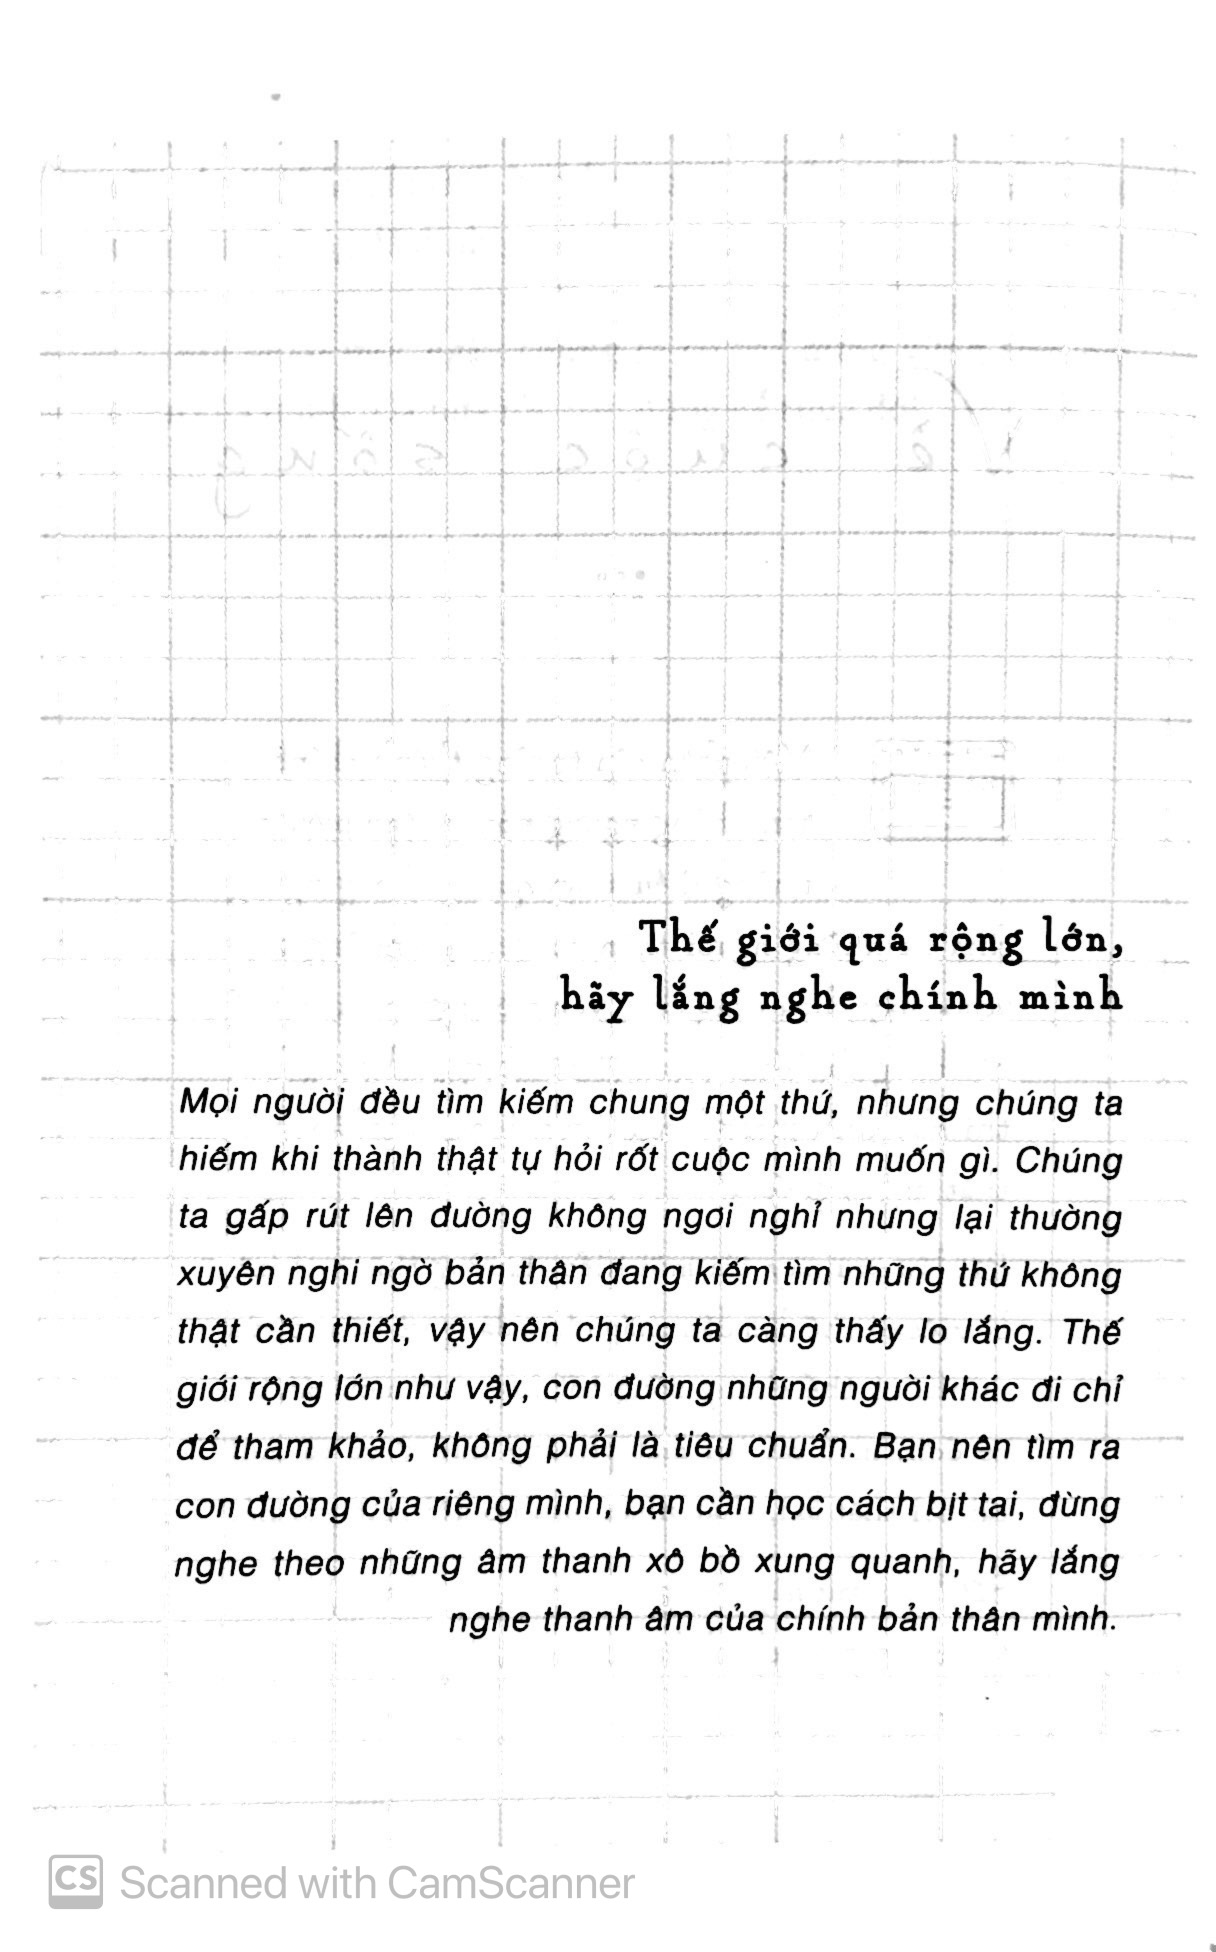 Thế giới quá rộng lớn,
hãy lắng nghe chính mình
Mọi người đều tìm kiếm chung một thứ, nhưng chúng ta
hiếm khi thành thật tự hỏi rốt cuộc mình muốn gì. Chúng
ta gấp rút lên đường không ngơi nghỉ nhưng lại thường
xuyên nghi ngờ bản thân đang kiếm tìm những thứ không
thật cần thiết, vậy nên chúng ta càng thấy lo lắng. Thế
giới rộng lớn như vậy, con đường những người khác đi chỉ
để tham khảo, không phải là tiêu chuẩn. Bạn nên tìm ra
con đường của riêng mình, bạn cần học cách bịt tai, đừng
nghe theo những âm thanh xô bồ xung quanh, hãy lắng
nghe thanh âm của chính bản thân mình.
CS Scanned with CamScanner